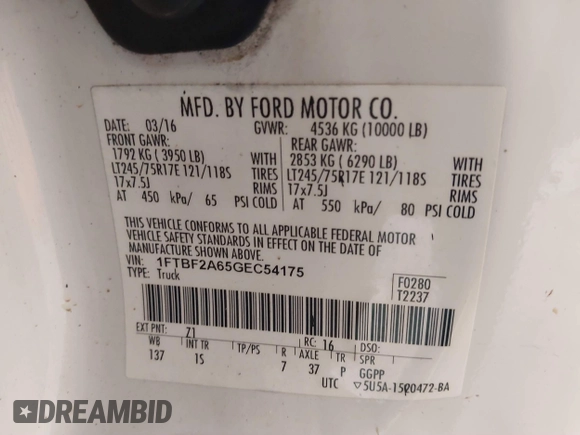 MFD. BY FORD MOTOR CO.
DATE: 03/16 GVWR: 4536 KG (10000 LB)
FRONT GAWR: REAR GAWR:
1792 KG ( 3950 LB) WITH 2853 KG ( 6290 LB) WITH
LT245/75R17E 121/118S TIRES LT245/75R17E 121/118S TIRES
17x7.5J RIMS 17x7.5J RIMS
AT 450 kPa/ 65 PSI COLD AT 550 kPa/ 80 PSI COLD
THIS VEHICLE CONFORMS TO ALL APPLICABLE FEDERAL MOTOR
VEHICLE SAFETY STANDARDS IN EFFECT ON THE DATE OF
MANUFACTURE SHOWN ABOVE.
VIN: 1FTBF2A65GEC54175 F0280
TYPE: Truck T2237
EXT PNT: Z1 RC: 16 DSO:
WB INT TR TP/PS R AXLE TR SPR
137 15 7 37 P GGPP
UTC ▽5U5A-1520472-BA
DREAMBID